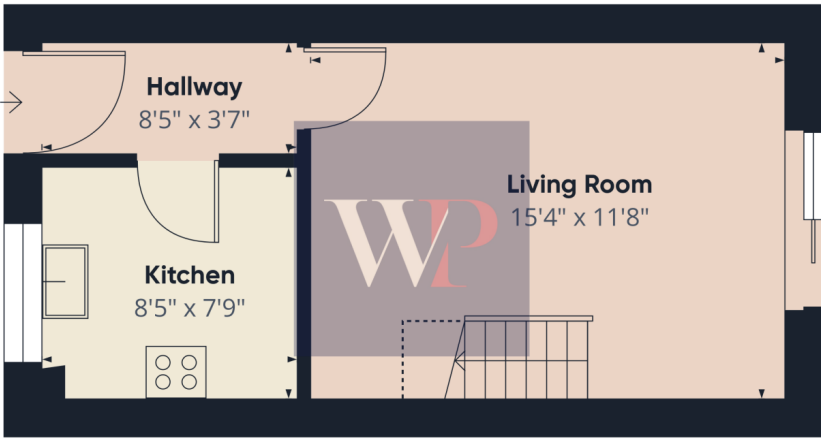 Hallway
8'5" x 3'7"
Living Room
15'4" x 11'8"
WP
Kitchen
8'5" x 7'9"